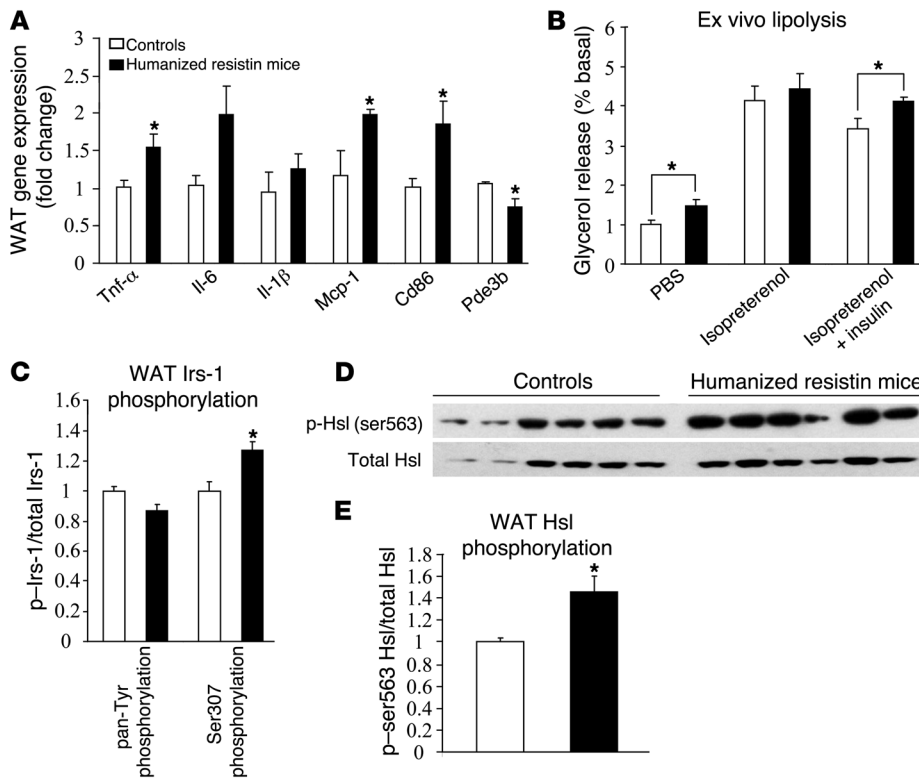 A
WAT gene expression
(fold change)
2.5
2
1.5
1
0.5
0
Controls
Humanized resistin mice
*
*
*
*
Tnf-α
Il-6
Il-1β
Mcp-1
Cd86
Pde3b
B
Ex vivo lipolysis
Glycerol release (% basal)
6
5
4
3
2
1
0
*
*
PBS
Isopreterenol
Isopreterenol
+ insulin
C
WAT Irs-1
phosphorylation
p–Irs-1/total Irs-1
1.6
1.4
1.2
1
0.8
0.6
0.4
0.2
0
*
pan-Tyr
phosphorylation
Ser307
phosphorylation
D
Controls
Humanized resistin mice
p-Hsl (ser563)
Total Hsl
E
WAT Hsl
phosphorylation
p–ser563 Hsl/total Hsl
1.8
1.6
1.4
1.2
1
0.8
0.6
0.4
0.2
0
*